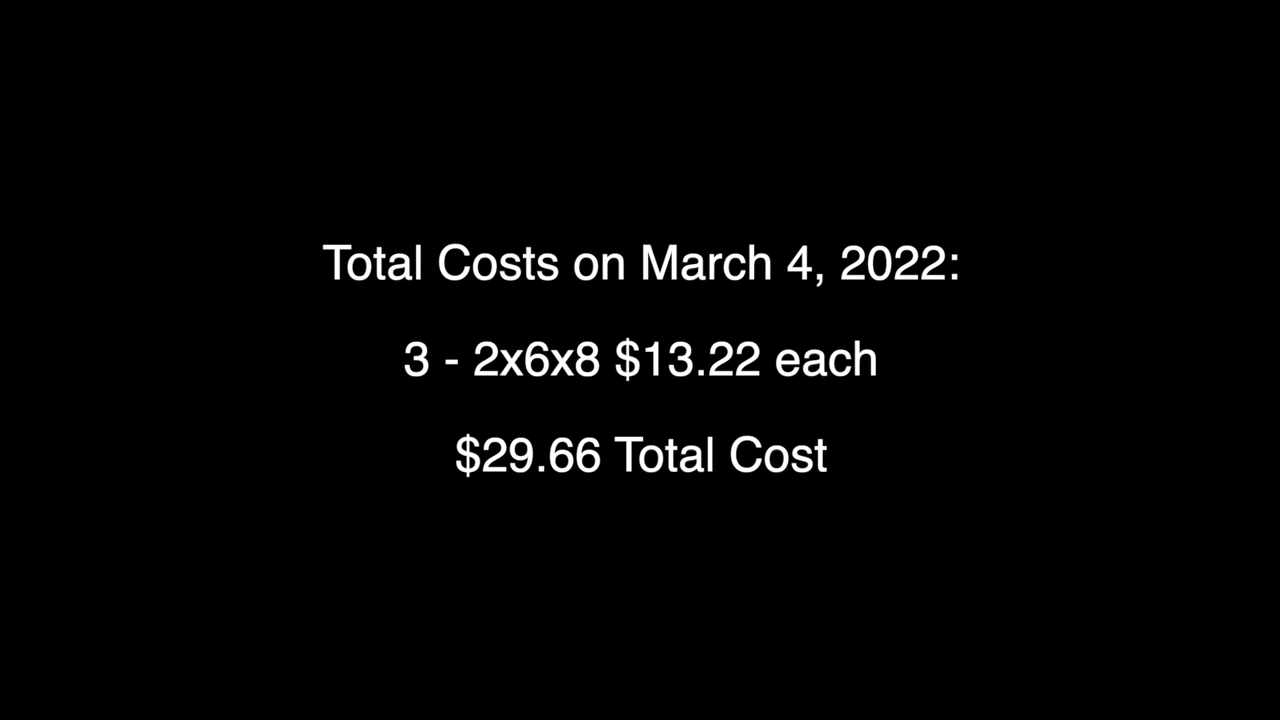 Total Costs on March 4, 2022:
3 - 2x6x8 $13.22 each
$29.66 Total Cost